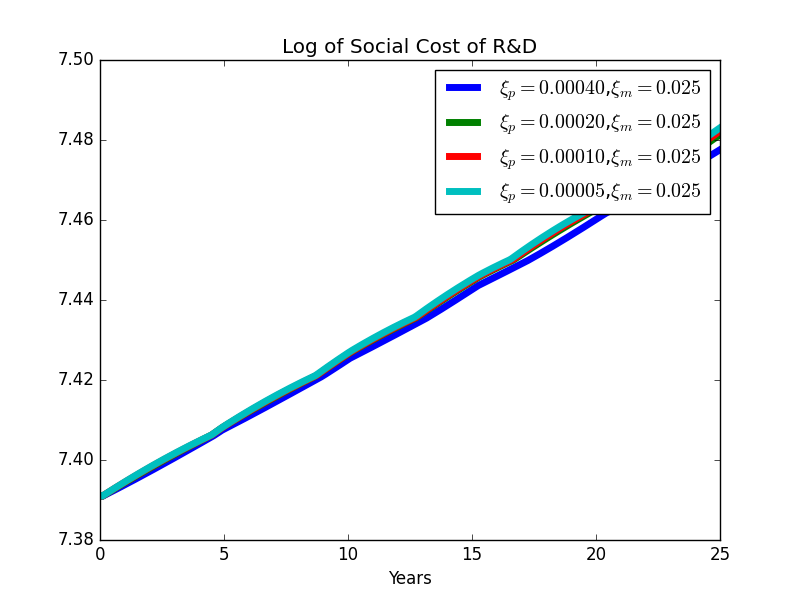 Log of Social Cost of R&D
7.50
7.48
7.46
7.44
7.42
7.40
7.38
ξₚ = 0.00040,ξₘ = 0.025
ξₚ = 0.00020,ξₘ = 0.025
ξₚ = 0.00010,ξₘ = 0.025
ξₚ = 0.00005,ξₘ = 0.025
0 5 10 15 20 25
Years